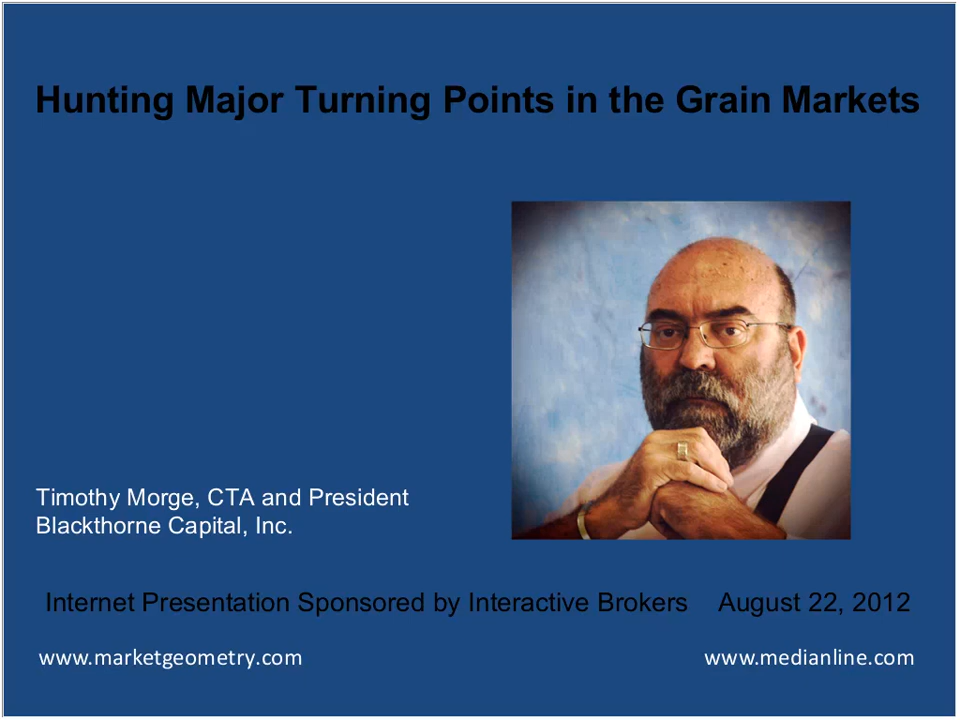 Hunting Major Turning Points in the Grain Markets
Timothy Morge, CTA and President
Blackthorne Capital, Inc.
Internet Presentation Sponsored by Interactive Brokers August 22, 2012
www.marketgeometry.com www.medianline.com